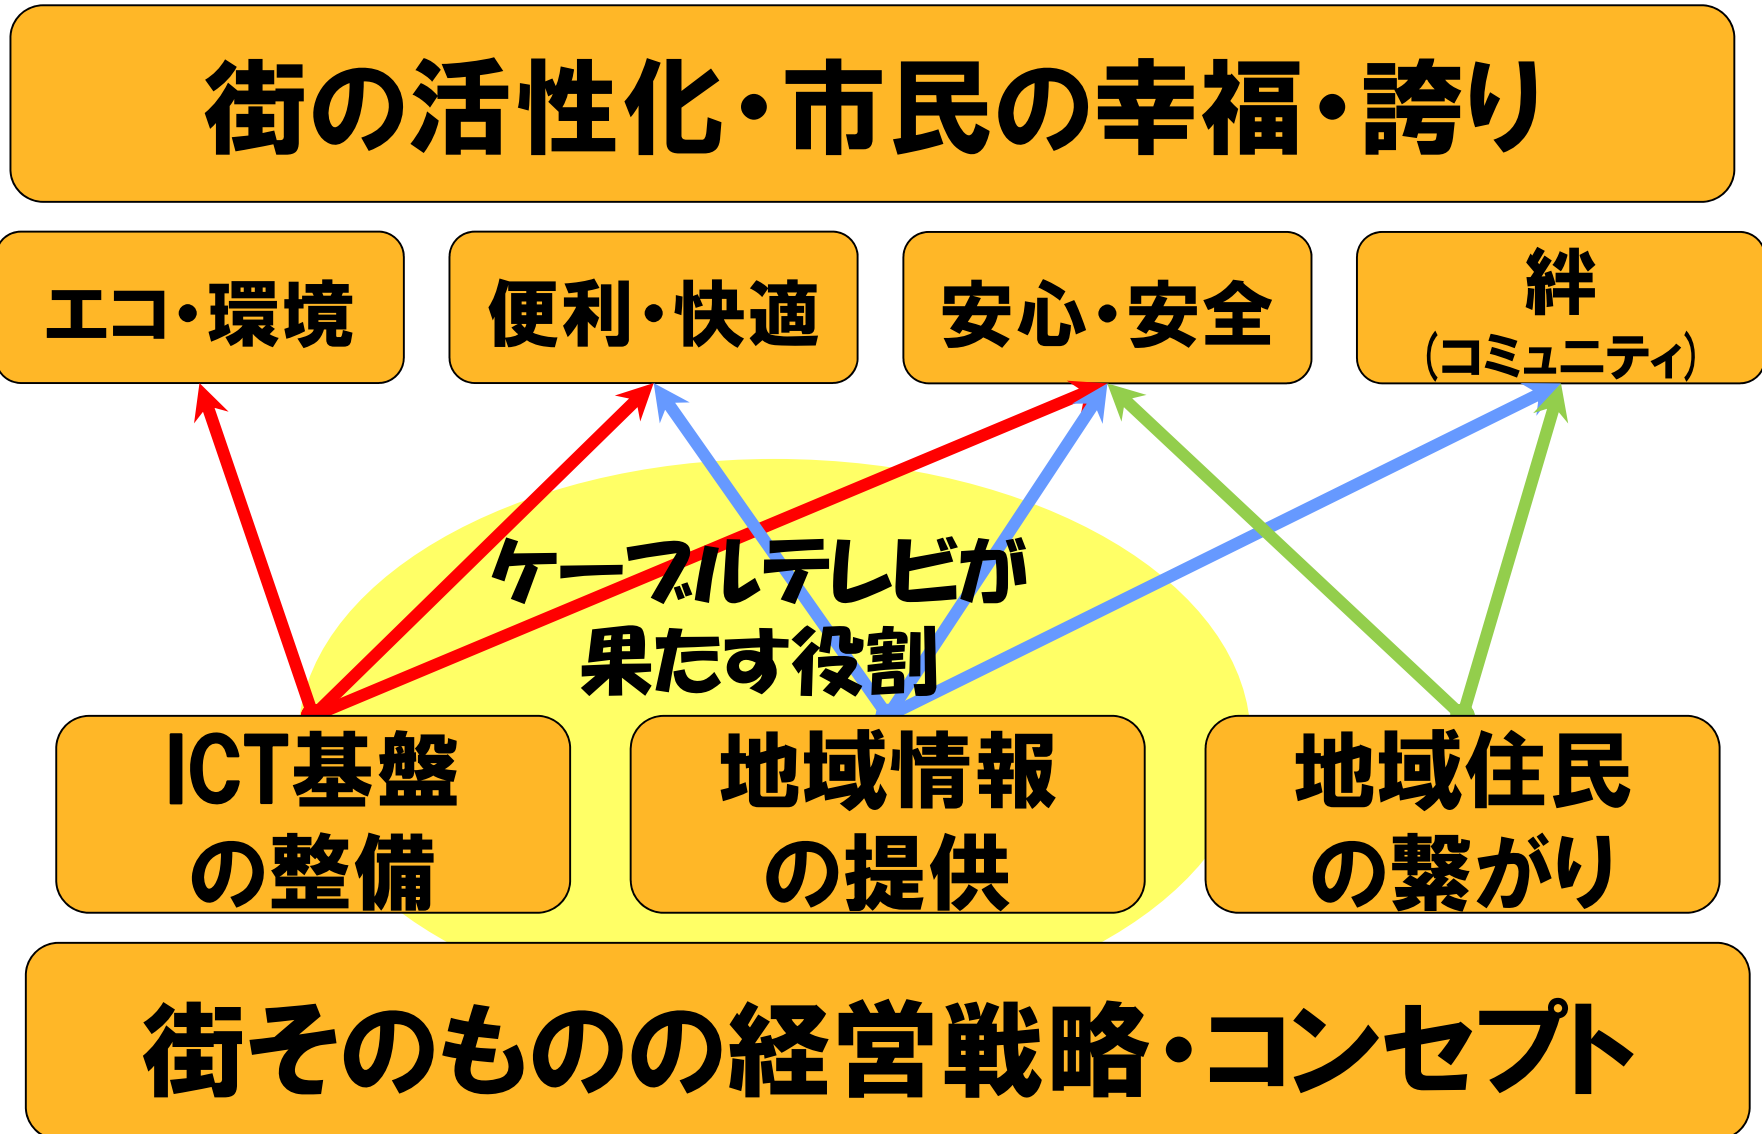 街の活性化・市民の幸福・誇り
エコ・環境
便利・快適
安心・安全
絆
(コミュニティ)
ケーブルテレビが
果たす役割
ICT基盤
の整備
地域情報
の提供
地域住民
の繋がり
街そのものの経営戦略・コンセプト